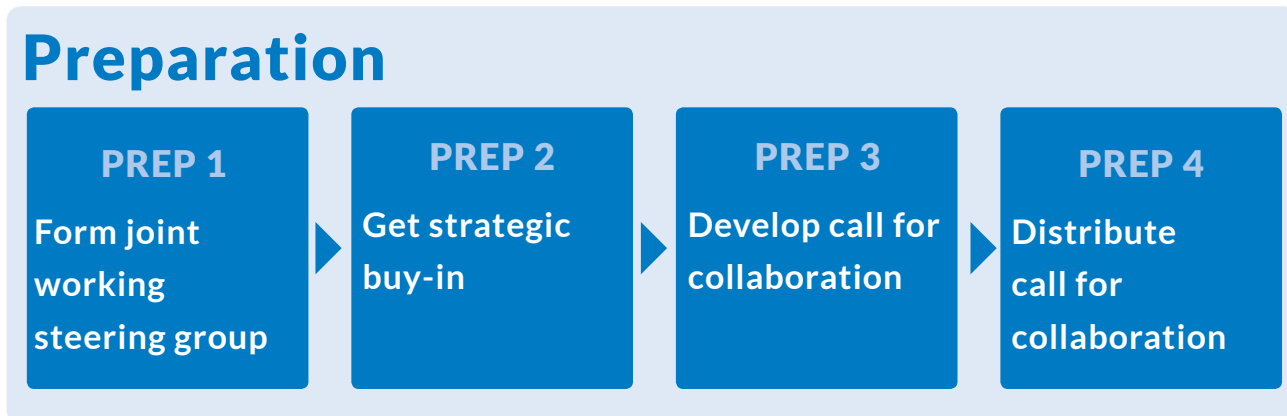 Preparation
PREP 1
Form joint
working
steering group
PREP 2
Get strategic
buy-in
PREP 3
Develop call for
collaboration
PREP 4
Distribute
call for
collaboration